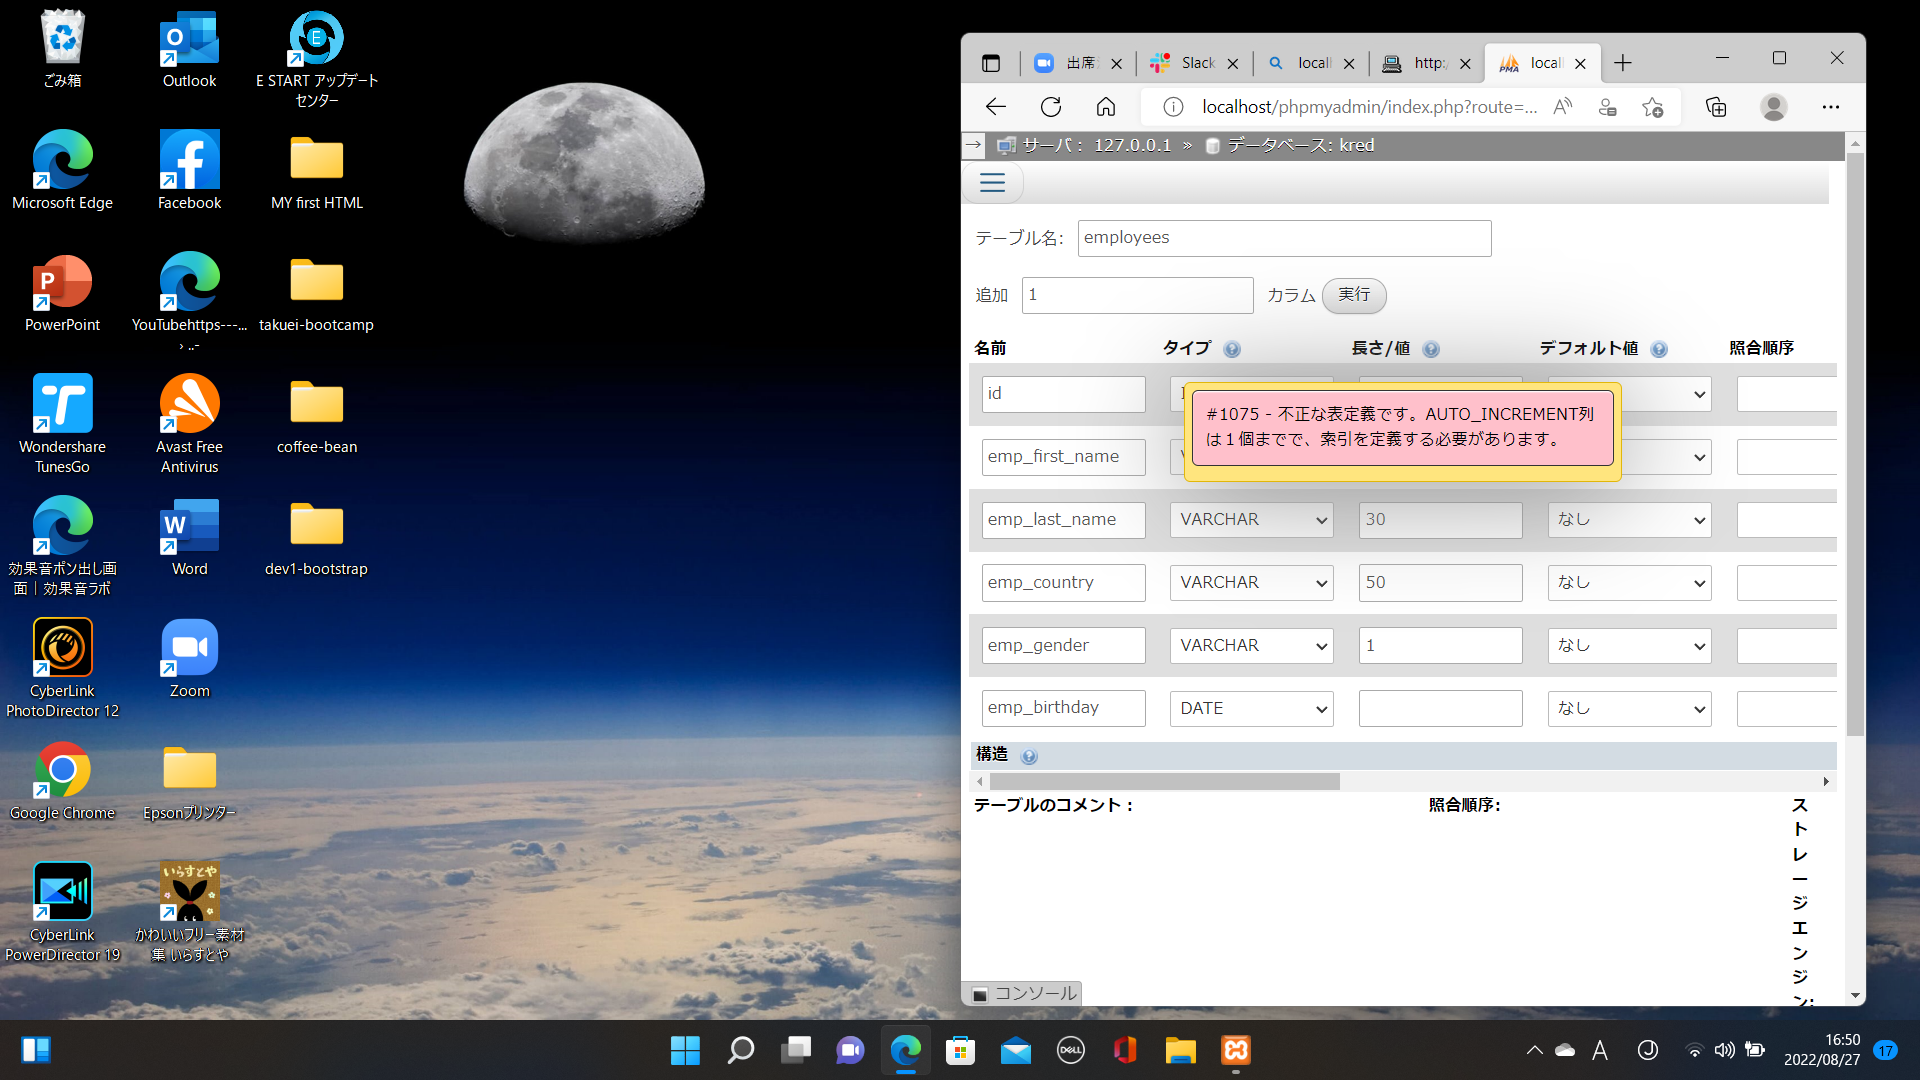 ごみ箱
Outlook
E START アップデート
センター
Microsoft Edge
Facebook
MY first HTML
PowerPoint
YouTubehttps---...
› ..-
takuei-bootcamp
Wondershare
TunesGo
Avast Free
Antivirus
coffee-bean
効果音ポン出し画
面｜効果音ラボ
Word
dev1-bootstrap
CyberLink
PhotoDirector 12
Zoom
Google Chrome
Epsonプリンター
いらすとや
CyberLink
PowerDirector 19
かわいいフリー素材
集 いらすとや
出席
Slack
locall
http:/
PMA
local
localhost/phpmyadmin/index.php?route=...
サーバ： 127.0.0.1 » データベース: kred
テーブル名: employees
追加 1 カラム 実行
名前 タイプ 長さ/値 デフォルト値 照合順序
id
#1075 - 不正な表定義です。AUTO_INCREMENT列
は１個までで、索引を定義する必要があります。
emp_first_name
emp_last_name VARCHAR 30 なし
emp_country VARCHAR 50 なし
emp_gender VARCHAR 1 なし
emp_birthday DATE なし
構造
テーブルのコメント： 照合順序: ストレージエンジン:
コンソール
DELL
A
J
16:50
2022/08/27
17